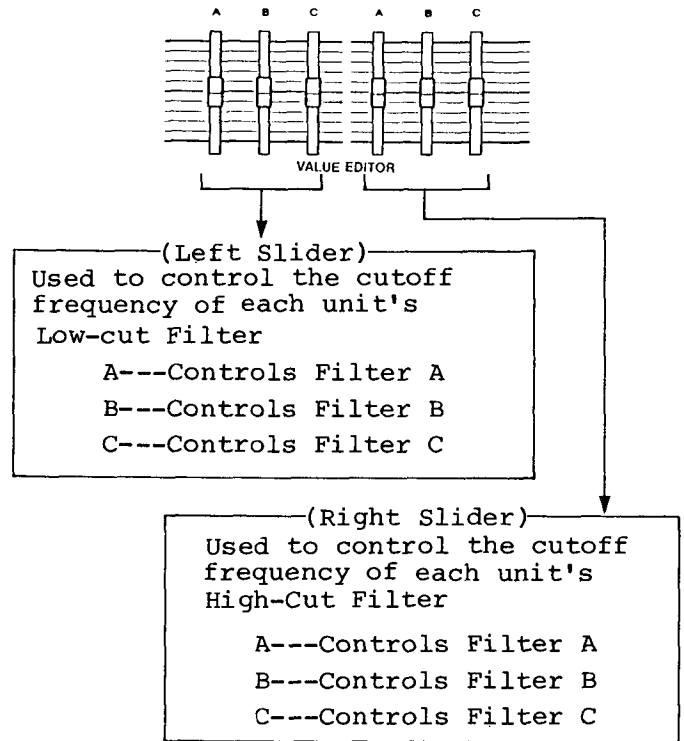 A B C A B C
VALUE EDITOR
(Left Slider)
Used to control the cutoff
frequency of each unit's
Low-cut Filter
A---Controls Filter A
B---Controls Filter B
C---Controls Filter C
(Right Slider)
Used to control the cutoff
frequency of each unit's
High-Cut Filter
A---Controls Filter A
B---Controls Filter B
C---Controls Filter C